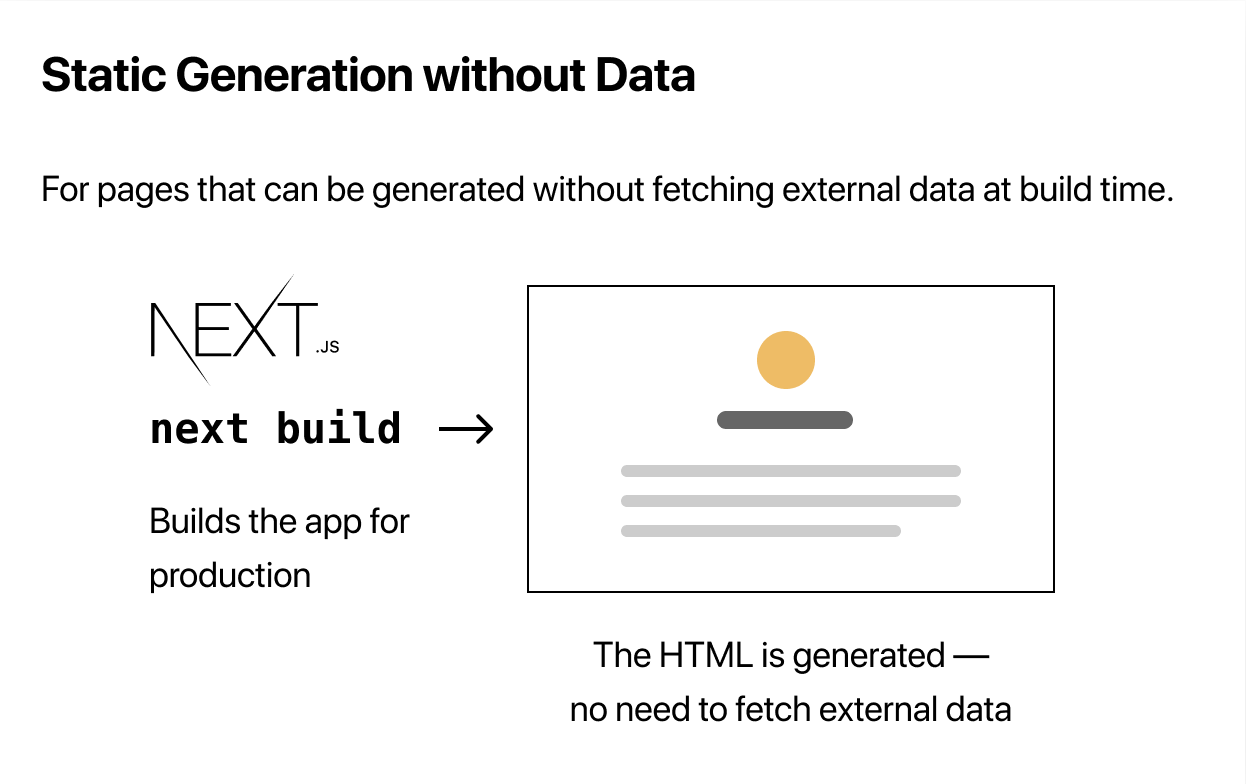 Static Generation without Data
For pages that can be generated without fetching external data at build time.
NEXT.JS
next build
Builds the app for
production
The HTML is generated —
no need to fetch external data